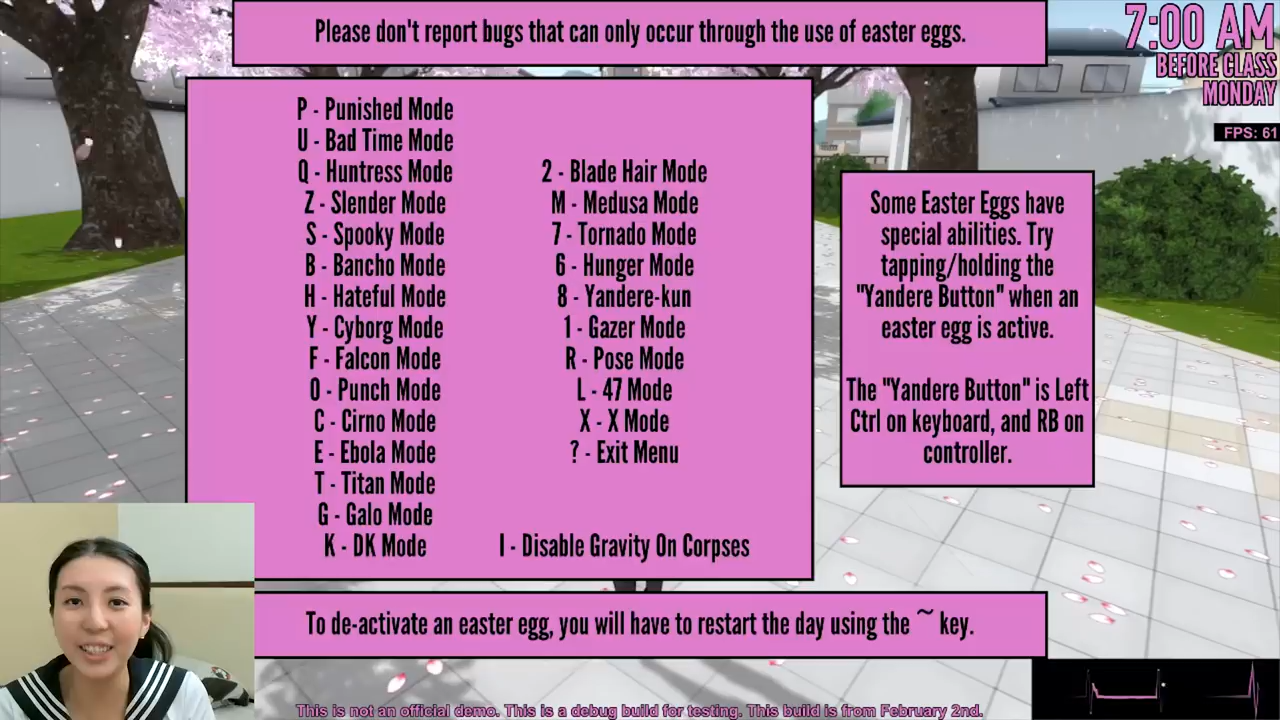 Please don't report bugs that can only occur through the use of easter eggs.
7:00 AM
BEFORE CLASS
MONDAY
FPS: 61
P - Punished Mode
U - Bad Time Mode
Q - Huntress Mode
Z - Slender Mode
S - Spooky Mode
B - Bancho Mode
H - Hateful Mode
Y - Cyborg Mode
F - Falcon Mode
O - Punch Mode
C - Cirno Mode
E - Ebola Mode
T - Titan Mode
G - Galo Mode
K - DK Mode
2 - Blade Hair Mode
M - Medusa Mode
7 - Tornado Mode
6 - Hunger Mode
8 - Yandere-kun
1 - Gazer Mode
R - Pose Mode
L - 47 Mode
X - X Mode
? - Exit Menu
I - Disable Gravity On Corpses
Some Easter Eggs have
special abilities. Try
tapping/holding the
"Yandere Button" when an
easter egg is active.
The "Yandere Button" is Left
Ctrl on keyboard, and RB on
controller.
To de-activate an easter egg, you will have to restart the day using the ~ key.
This is not an official demo. This is a debug build for testing. This build is from February 2nd.